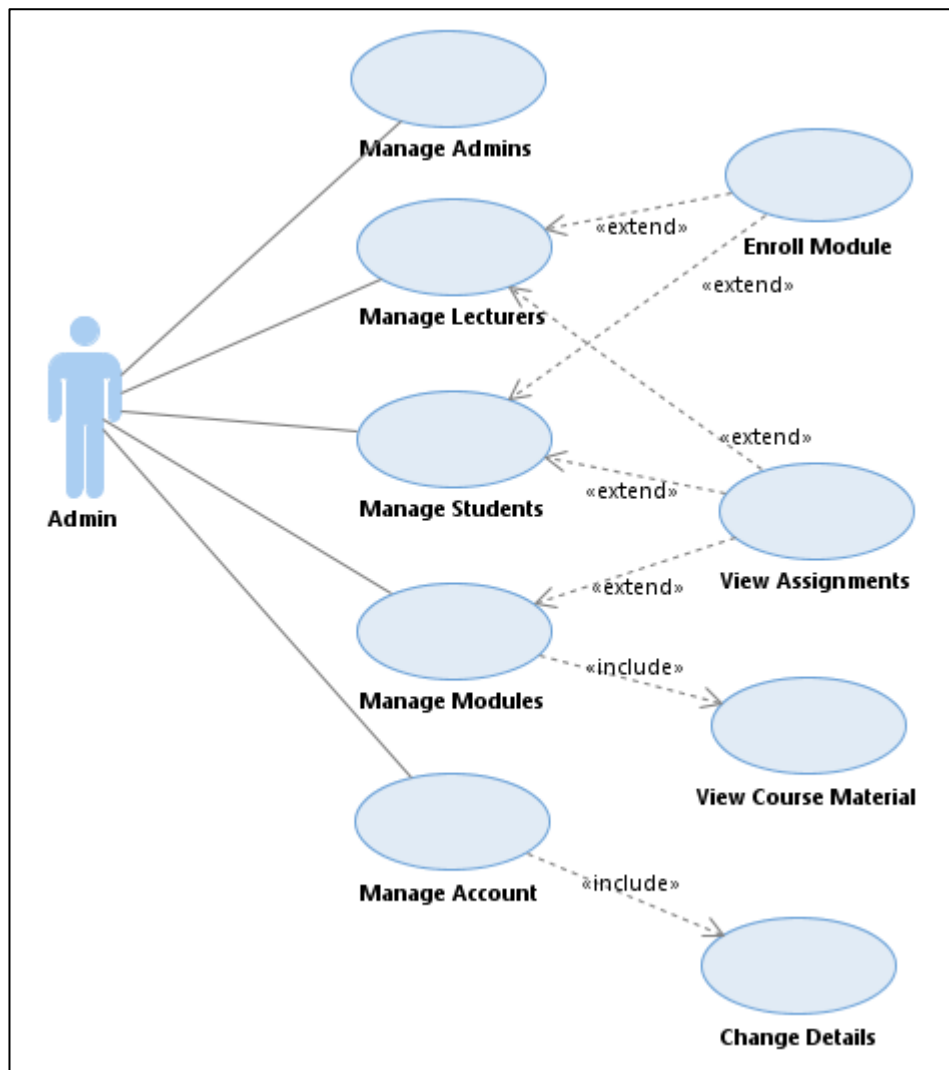 Manage Admins
Enroll Module
«extend»
«extend»
Manage Lecturers
«extend»
«extend»
Manage Students
Admin
View Assignments
«extend»
«include»
Manage Modules
View Course Material
«include»
Manage Account
Change Details